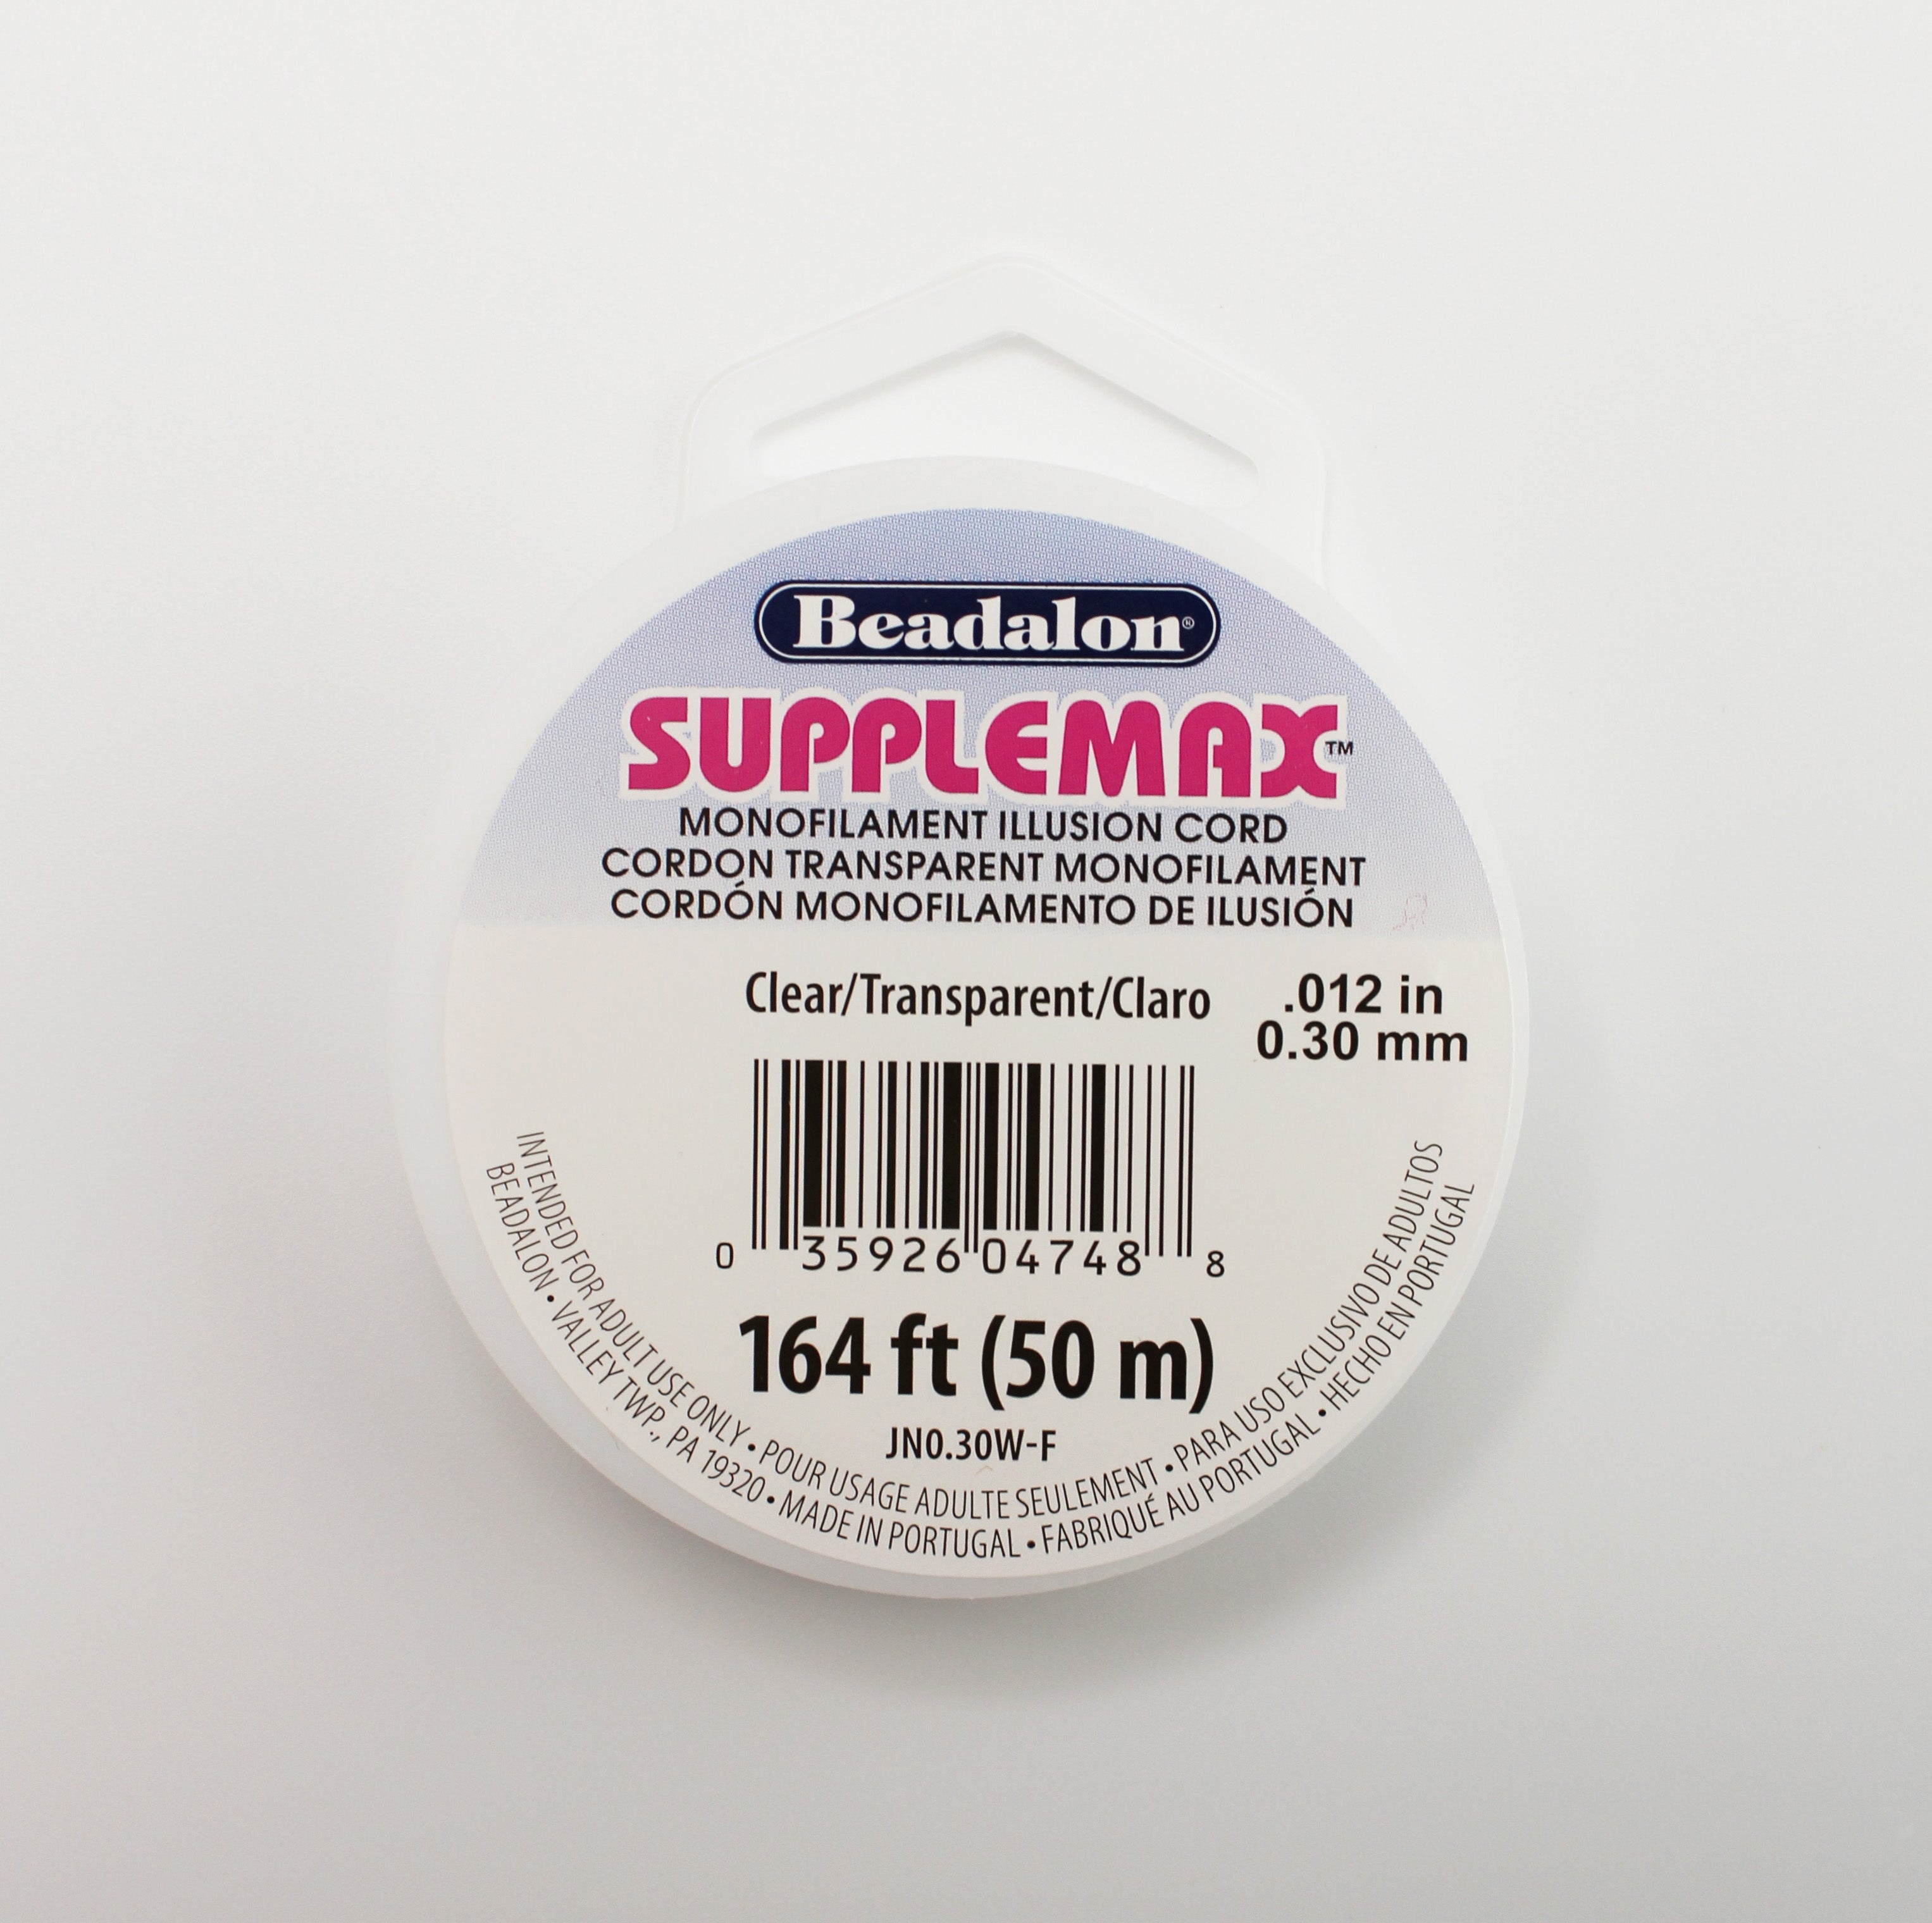 Beadalon®
SUPPLEMAX™
MONOFILAMENT ILLUSION CORD
CORDON TRANSPARENT MONOFILAMENT
CORDÓN MONOFILAMENTO DE ILUSIÓN
Clear/Transparent/Claro
.012 in
0.30 mm
0 35926 04748 8
164 ft (50 m)
JN0.30W-F
INTENDED FOR ADULT USE ONLY • POUR USAGE ADULTE SEULEMENT • PARA USO EXCLUSIVO DE ADULTOS
BEADALON • VALLEY TWP., PA 19320 • MADE IN PORTUGAL • FABRIQUÉ AU PORTUGAL • HECHO EN PORTUGAL